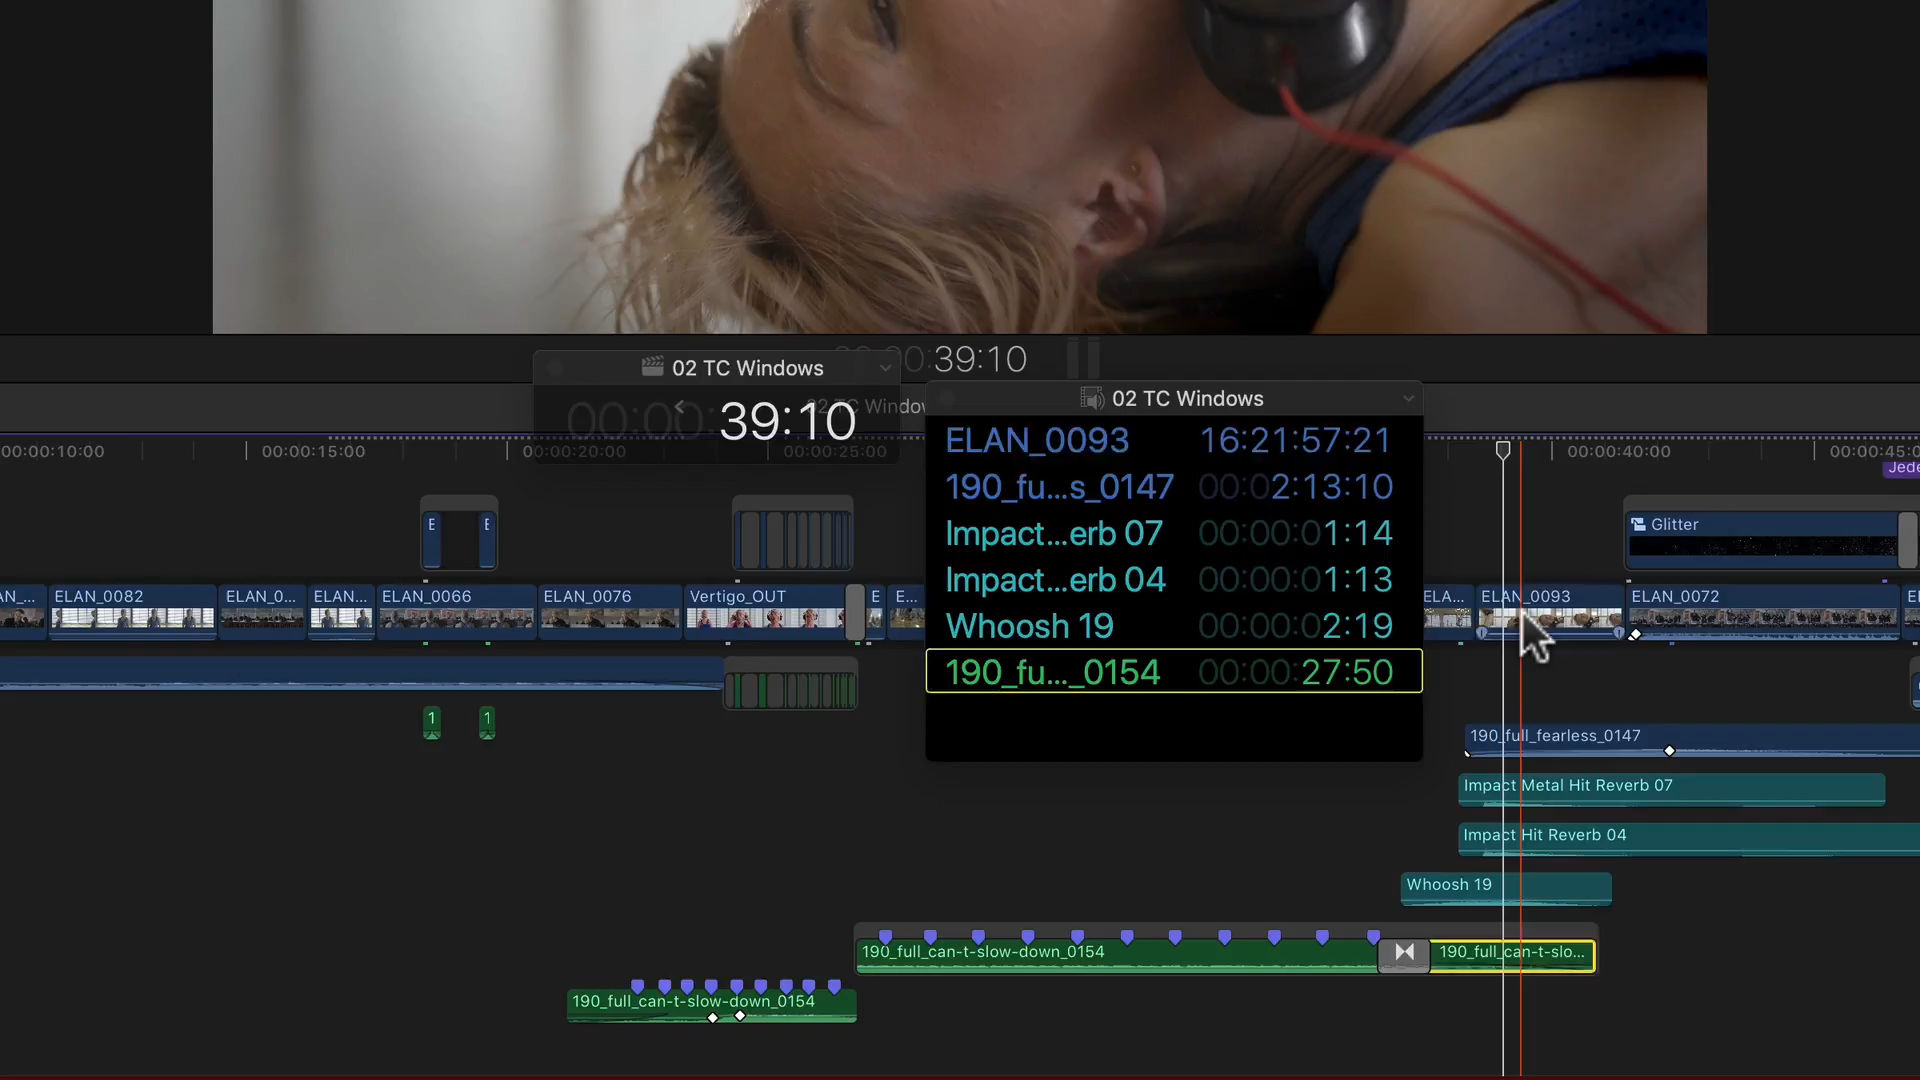 00:39:10
02 TC Windows
00:00:39:10
02 TC Window
02 TC Windows
ELAN_0093 16:21:57:21
190_fu...s_0147 00:02:13:10
Impact...erb 07 00:00:01:14
Impact...erb 04 00:00:01:13
Whoosh 19 00:00:02:19
190_fu..._0154 00:00:27:50
00:00:10:00
00:00:15:00
00:00:20:00
00:00:25:00
00:00:40:00
00:00:45:0
Jede
E
E
Glitter
AN_...
ELAN_0082
ELAN_0...
ELAN...
ELAN_0066
ELAN_0076
Vertigo_OUT
E
E...
ELA...
ELAN_0093
ELAN_0072
1
1
190_full_fearless_0147
Impact Metal Hit Reverb 07
Impact Hit Reverb 04
Whoosh 19
190_full_can-t-slow-down_0154
190_full_can-t-slo...
190_full_can-t-slow-down_0154